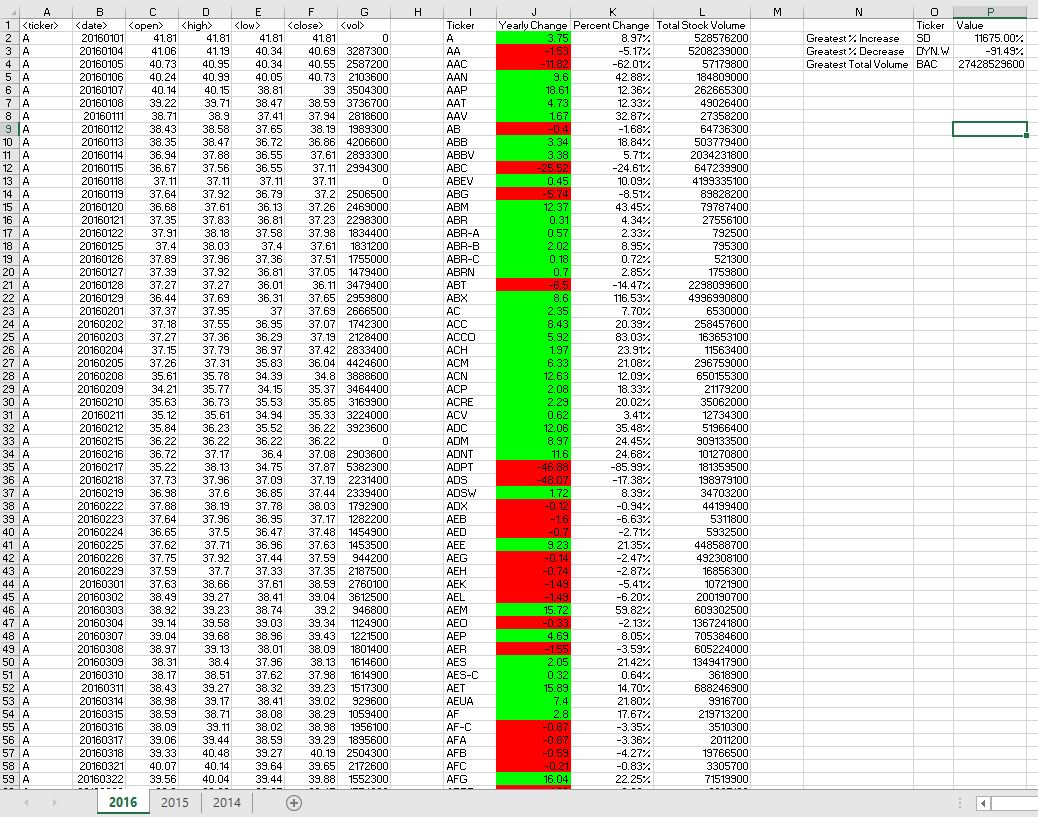 A B C D E F G H I J K L M N O P
1 <ticker> <date> <open> <high> <low> <close> <vol> Ticker Yearly Change Percent Change Total Stock Volume Ticker Value
2 A 20160101 41.81 41.81 41.81 41.81 0 A 3.75 8.97% 528576200 Greatest % Increase SD 11675.00%
3 A 20160104 41.06 41.19 40.34 40.69 3287300 AA -1.53 -5.17% 5208239000 Greatest % Decrease DYN.W -91.49%
4 A 20160105 40.73 40.95 40.34 40.55 2587200 AAC -11.82 -62.01% 57179800 Greatest Total Volume BAC 27428529600
5 A 20160106 40.24 40.99 40.05 40.73 2103600 AAN 9.6 42.88% 184809000
6 A 20160107 40.14 40.15 38.81 39 3504300 AAP 18.61 12.36% 262665300
7 A 20160108 39.22 39.71 38.47 38.59 3736700 AAT 4.73 12.33% 49026400
8 A 20160111 38.71 38.9 37.41 37.94 2818600 AAV 1.67 32.87% 27358200
9 A 20160112 38.43 38.58 37.65 38.19 1989300 AB -0.4 -1.68% 64736300
10 A 20160113 38.35 38.47 36.72 36.86 4206600 ABB 3.34 18.84% 503779400
11 A 20160114 36.94 37.88 36.55 37.61 2893300 ABBV 3.38 5.71% 2034231800
12 A 20160115 36.67 37.56 36.55 37.11 2994300 ABC -25.52 -24.61% 647239900
13 A 20160118 37.11 37.11 37.11 37.11 0 ABEV 0.45 10.09% 4199335100
14 A 20160119 37.64 37.92 36.79 37.2 2506500 ABG -5.74 -8.51% 89828200
15 A 20160120 36.68 37.61 36.13 37.26 2469000 ABM 12.37 43.45% 79787400
16 A 20160121 37.35 37.83 36.81 37.23 2298300 ABR 0.31 4.34% 27556100
17 A 20160122 37.91 38.18 37.58 37.98 1834400 ABR-A 0.57 2.33% 792500
18 A 20160125 37.4 38.03 37.4 37.61 1831200 ABR-B 2.02 8.95% 795300
19 A 20160126 37.89 37.96 37.36 37.51 1755000 ABR-C 0.18 0.72% 521300
20 A 20160127 37.39 37.92 36.81 37.05 1479400 ABRN 0.7 2.85% 1759800
21 A 20160128 37.27 37.27 36.01 36.11 3479400 ABT -6.5 -14.47% 2298099600
22 A 20160129 36.44 37.69 36.31 37.65 2959800 ABX 8.6 116.53% 4996990800
23 A 20160201 37.37 37.95 37 37.69 2666500 AC 2.35 7.70% 6530000
24 A 20160202 37.18 37.55 36.95 37.07 1742300 ACC 8.43 20.39% 258457600
25 A 20160203 37.27 37.36 36.29 37.19 2128400 ACCO 5.92 83.03% 163653100
26 A 20160204 37.15 37.79 36.97 37.42 2833400 ACH 1.97 23.91% 11563400
27 A 20160205 37.26 37.31 35.83 36.04 4424600 ACM 6.33 21.08% 296759000
28 A 20160208 35.61 35.78 34.39 34.8 3888600 ACN 12.63 12.09% 650155300
29 A 20160209 34.21 35.77 34.15 35.37 3464400 ACP 2.08 18.33% 21179200
30 A 20160210 35.63 36.73 35.53 35.85 3169900 ACRE 2.29 20.02% 35062000
31 A 20160211 35.12 35.61 34.94 35.33 3224000 ACV 0.62 3.41% 12734300
32 A 20160212 35.84 36.23 35.52 36.22 3923600 ADC 12.06 35.48% 51966400
33 A 20160215 36.22 36.22 36.22 36.22 0 ADM 8.97 24.45% 909133500
34 A 20160216 36.72 37.17 36.4 37.08 2903600 ADNT 11.6 24.68% 101270800
35 A 20160217 35.22 38.13 34.75 37.87 5382300 ADPT -46.88 -85.99% 181359500
36 A 20160218 37.73 37.96 37.09 37.19 2231400 ADS -48.07 -17.38% 198979100
37 A 20160219 36.98 37.6 36.85 37.44 2339400 ADSW 1.72 8.39% 34703200
38 A 20160222 37.88 38.19 37.78 38.03 1792900 ADX -0.12 -0.94% 44199400
39 A 20160223 37.64 37.96 36.95 37.17 1282200 AEB -1.6 -6.63% 5311800
40 A 20160224 36.65 37.5 36.47 37.48 1454900 AED -0.7 -2.71% 5932500
41 A 20160225 37.62 37.71 36.96 37.63 1453500 AEE 9.23 21.35% 448588700
42 A 20160226 37.75 37.92 37.44 37.59 944200 AEG -0.14 -2.47% 492308100
43 A 20160229 37.59 37.7 37.33 37.35 2187500 AEH -0.74 -2.87% 16856300
44 A 20160301 37.63 38.66 37.61 38.59 2760100 AEK -1.49 -5.41% 10721900
45 A 20160302 38.49 39.27 38.41 39.04 3612500 AEL -1.49 -6.20% 200190700
46 A 20160303 38.92 39.23 38.74 39.2 946800 AEM 15.72 59.82% 609302500
47 A 20160304 39.14 39.58 39.03 39.34 1124900 AEO -0.33 -2.13% 1367241800
48 A 20160307 39.04 39.68 38.96 39.43 1221500 AEP 4.69 8.05% 705384600
49 A 20160308 38.97 39.13 38.01 38.09 1801400 AER -1.55 -3.59% 605224000
50 A 20160309 38.31 38.4 37.96 38.13 1614600 AES 2.05 21.42% 1349417900
51 A 20160310 38.17 38.51 37.62 37.98 1614900 AES-C 0.32 0.64% 3618900
52 A 20160311 38.43 39.27 38.32 39.23 1517300 AET 15.89 14.70% 688246900
53 A 20160314 38.98 39.17 38.41 39.02 929600 AEUA 7.4 21.80% 9916700
54 A 20160315 38.59 38.71 38.08 38.29 1059400 AF 2.8 17.67% 219713200
55 A 20160316 38.09 39.11 38.02 38.98 1956100 AF-C -0.87 -3.35% 3510300
56 A 20160317 39.06 39.44 38.59 39.29 1895600 AFA -0.87 -3.36% 2011200
57 A 20160318 39.33 40.48 39.27 40.19 2504300 AFB -0.59 -4.27% 19766500
58 A 20160321 40.07 40.14 39.64 39.65 2172600 AFC -0.21 -0.83% 3305700
59 A 20160322 39.56 40.04 39.44 39.88 1552300 AFG 16.04 22.25% 71519900
2016 2015 2014